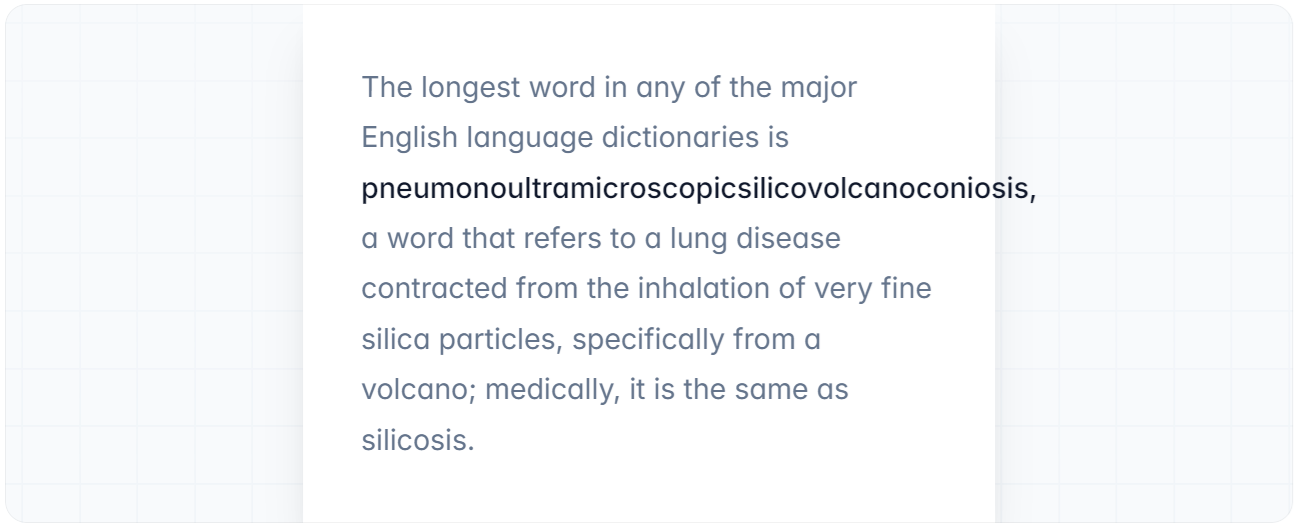 The longest word in any of the major
English language dictionaries is
pneumonoultramicroscopicsilicovolcanoconiosis,
a word that refers to a lung disease
contracted from the inhalation of very fine
silica particles, specifically from a
volcano; medically, it is the same as
silicosis.